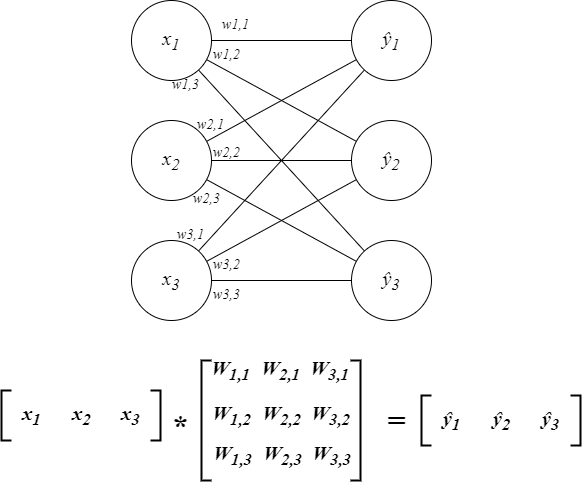 x1 w1,1 ŷ1
w1,2
w1,3
w2,1
x2 w2,2 ŷ2
w2,3
w3,1
w3,2
x3 ŷ3
w3,3
W1,1 W2,1 W3,1
x1 x2 x3 * W1,2 W2,2 W3,2 = ŷ1 ŷ2 ŷ3
W1,3 W2,3 W3,3